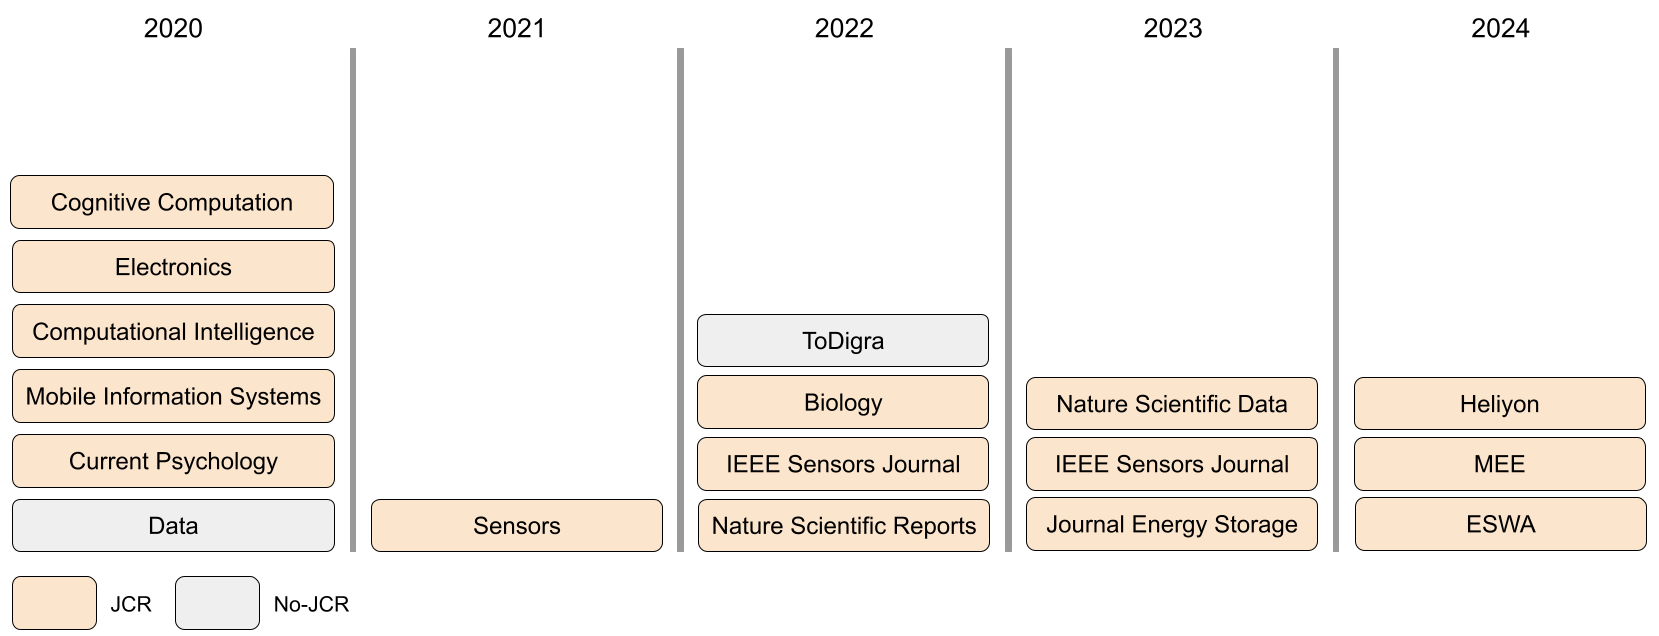 2020
2021
2022
2023
2024
Cognitive Computation
Electronics
Computational Intelligence
Mobile Information Systems
Current Psychology
Data
Sensors
ToDigra
Biology
IEEE Sensors Journal
Nature Scientific Reports
Nature Scientific Data
IEEE Sensors Journal
Journal Energy Storage
Heliyon
MEE
ESWA
JCR
No-JCR